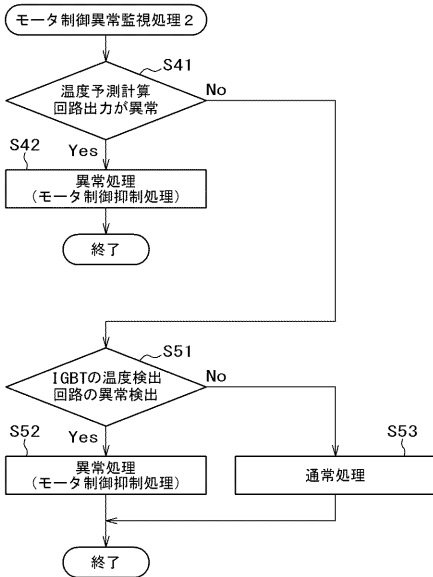 モータ制御異常監視処理2
S41
温度予測計算
回路出力が異常
No
Yes
S42
異常処理
(モータ制御抑制処理)
終了
S51
IGBTの温度検出
回路の異常検出
No
Yes
S52
異常処理
(モータ制御抑制処理)
S53
通常処理
終了